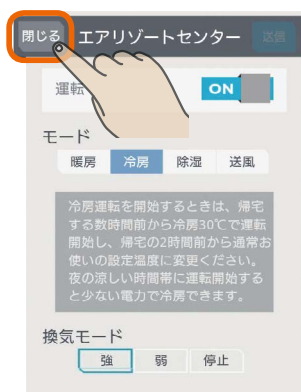 閉じる エアリゾートセンター 送信
運転 ON
モード
暖房 冷房 除湿 送風
冷房運転を開始するときは、帰宅
する数時間前から冷房30℃で運転
開始し、帰宅の2時間前から通常お
使いの設定温度に変更ください。
夜の涼しい時間帯に運転開始する
と少ない電力で冷房できます。
換気モード
強 弱 停止